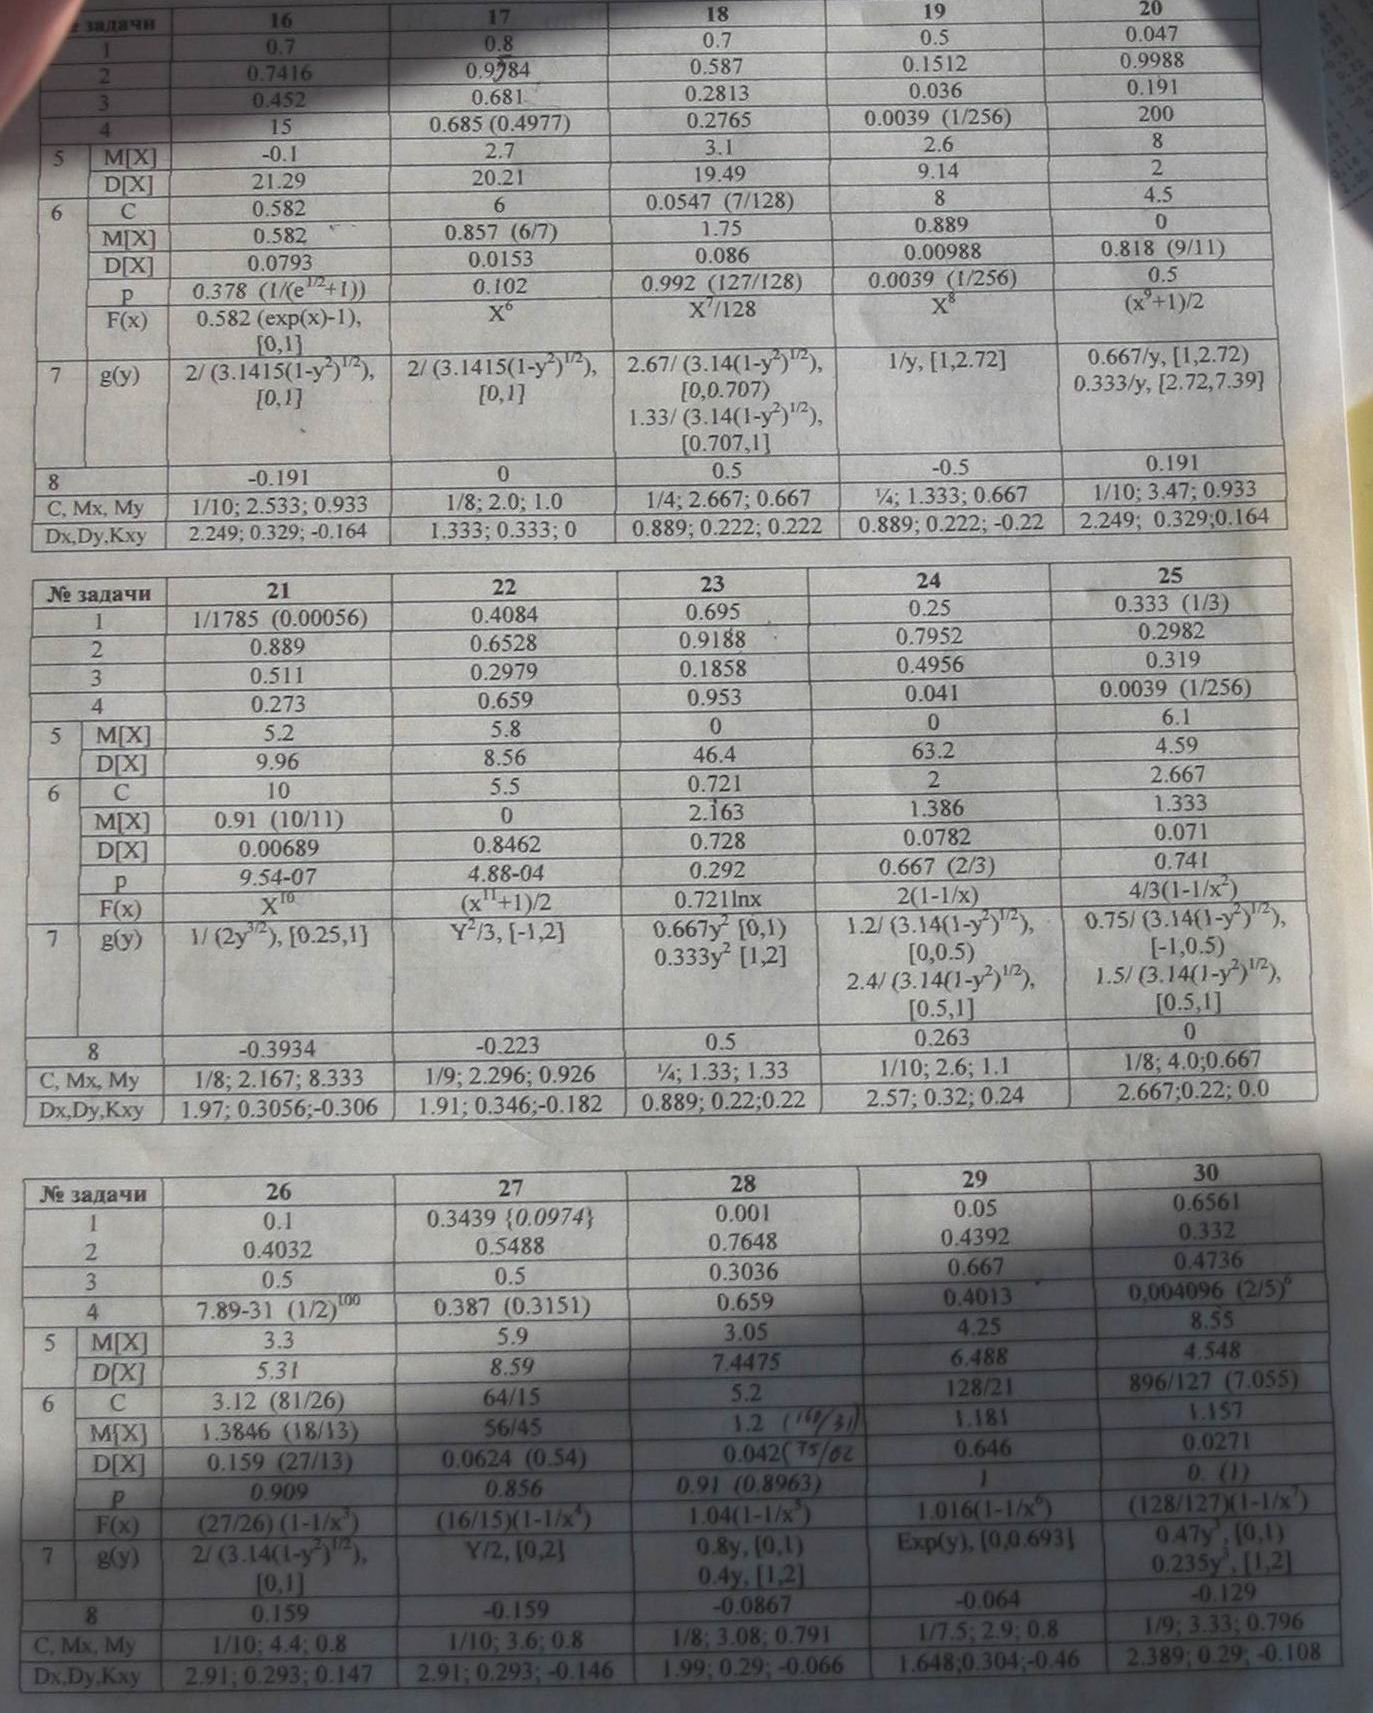 задачи 16 17 18 19 20
1 0.7 0.8 0.7 0.5 0.047
2 0.7416 0.9584 0.587 0.1512 0.9988
3 0.452 0.681 0.2813 0.036 0.191
4 15 0.685 (0.4977) 0.2765 0.0039 (1/256) 200
5 M[X] -0.1 2.7 3.1 2.6 8
D[X] 21.29 20.21 19.49 9.14 2
6 C 0.582 6 0.0547 (7/128) 8 4.5
M[X] 0.582 0.857 (6/7) 1.75 0.889 0
D[X] 0.0793 0.0153 0.086 0.00988 0.818 (9/11)
p 0.378 (1/(e^1/2+1)) 0.102 0.992 (127/128) 0.0039 (1/256) 0.5
F(x) 0.582 (exp(x)-1), X^6 X^7/128 X^8 (x^9+1)/2
[0,1]
7 g(y) 2/ (3.1415(1-y^2)^1/2), 2/ (3.1415(1-y^2)^1/2), 2.67/ (3.14(1-y^2)^1/2), 1/y, [1,2.72] 0.667/y, [1,2.72)
[0,1] [0,1] [0,0.707) 0.333/y, [2.72,7.39]
1.33/ (3.14(1-y^2)^1/2),
[0.707,1]
8 -0.191 0 0.5 -0.5 0.191
C, Mx, My 1/10; 2.533; 0.933 1/8; 2.0; 1.0 1/4; 2.667; 0.667 ¼; 1.333; 0.667 1/10; 3.47; 0.933
Dx,Dy,Kxy 2.249; 0.329; -0.164 1.333; 0.333; 0 0.889; 0.222; 0.222 0.889; 0.222; -0.22 2.249; 0.329;0.164
№ задачи 21 22 23 24 25
1 1/1785 (0.00056) 0.4084 0.695 0.25 0.333 (1/3)
2 0.889 0.6528 0.9188 0.7952 0.2982
3 0.511 0.2979 0.1858 0.4956 0.319
4 0.273 0.659 0.953 0.041 0.0039 (1/256)
5 M[X] 5.2 5.8 0 0 6.1
D[X] 9.96 8.56 46.4 63.2 4.59
6 C 10 5.5 0.721 2 2.667
M[X] 0.91 (10/11) 0 2.163 1.386 1.333
D[X] 0.00689 0.8462 0.728 0.0782 0.071
p 9.54-07 4.88-04 0.292 0.667 (2/3) 0.741
F(x) X^10 (x^11+1)/2 0.721lnx 2(1-1/x) 4/3(1-1/x^2)
7 g(y) 1/ (2y^3/2), [0.25,1] Y^2/3, [-1,2] 0.667y^2 [0,1) 1.2/ (3.14(1-y^2)^1/2), 0.75/ (3.14(1-y^2)^1/2),
0.333y^2 [1,2] [0,0.5) [-1,0.5)
2.4/ (3.14(1-y^2)^1/2), 1.5/ (3.14(1-y^2)^1/2),
[0.5,1] [0.5,1]
8 -0.3934 -0.223 0.5 0.263 0
C, Mx, My 1/8; 2.167; 8.333 1/9; 2.296; 0.926 ¼; 1.33; 1.33 1/10; 2.6; 1.1 1/8; 4.0;0.667
Dx,Dy,Kxy 1.97; 0.3056;-0.306 1.91; 0.346;-0.182 0.889; 0.22;0.22 2.57; 0.32; 0.24 2.667;0.22; 0.0
№ задачи 26 27 28 29 30
1 0.1 0.3439 {0.0974} 0.001 0.05 0.6561
2 0.4032 0.5488 0.7648 0.4392 0.332
3 0.5 0.5 0.3036 0.667 0.4736
4 7.89-31 (1/2)^100 0.387 (0.3151) 0.659 0.4013 0,004096 (2/5)^6
5 M[X] 3.3 5.9 3.05 4.25 8.55
D[X] 5.31 8.59 7.4475 6.488 4.548
6 C 3.12 (81/26) 64/15 5.2 128/21 896/127 (7.055)
M[X] 1.3846 (18/13) 56/45 1.2 1.181 1.157
D[X] 0.159 (27/13) 0.0624 (0.54) 0.042( 75/62 0.646 0.0271
p 0.909 0.856 0.91 (0.8963) 1 0. (1)
F(x) (27/26) (1-1/x^3) (16/15)(1-1/x^4) 1.04(1-1/x^5) 1.016(1-1/x^6) (128/127)(1-1/x^7)
7 g(y) 2/ (3.14(1-y^2)^1/2), Y/2, [0,2] 0.8y, [0,1) Exp(y), [0,0.693] 0.47y^3, [0,1)
[0,1] 0.4y, [1,2] 0.235y^3, [1,2]
8 0.159 -0.159 -0.0867 -0.064 -0.129
C, Mx, My 1/10; 4.4; 0.8 1/10; 3.6; 0.8 1/8; 3.08; 0.791 1/7.5; 2.9; 0.8 1/9; 3.33; 0.796
Dx,Dy,Kxy 2.91; 0.293; 0.147 2.91; 0.293; -0.146 1.99; 0.29; -0.066 1.648;0.304;-0.46 2.389; 0.29; -0.108